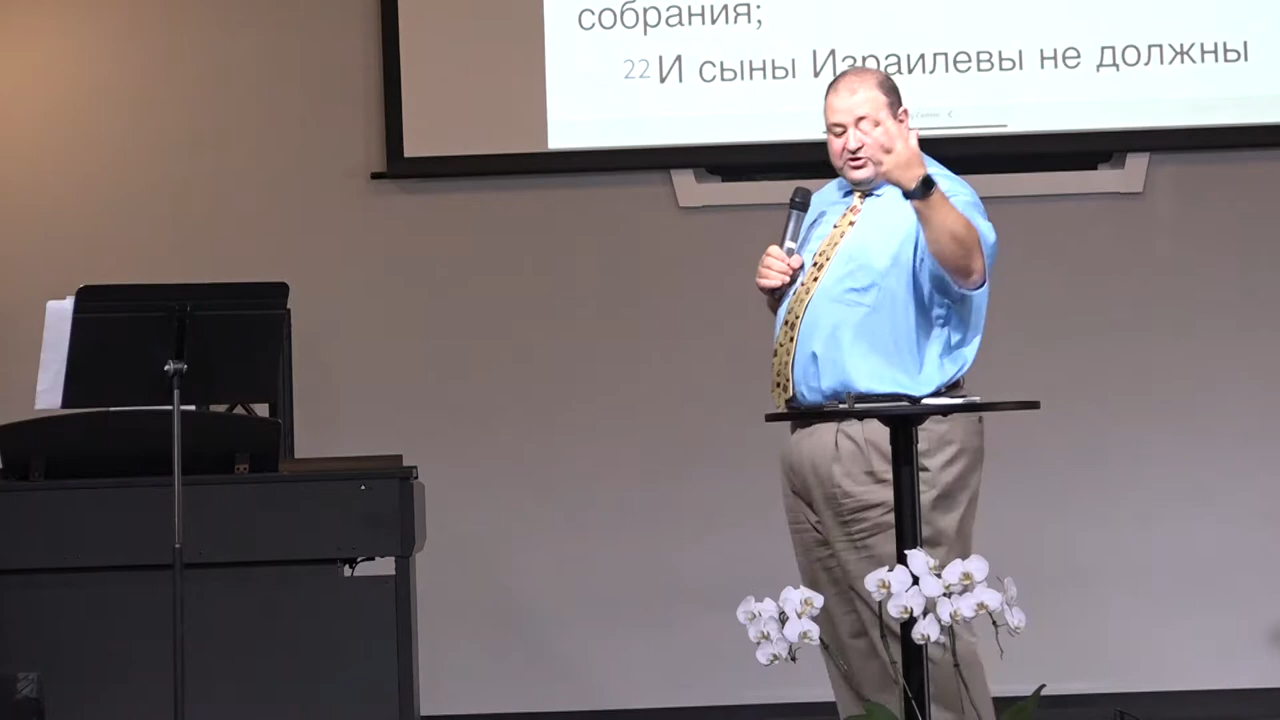 собрания;
22 И сыны Израилевы не должны